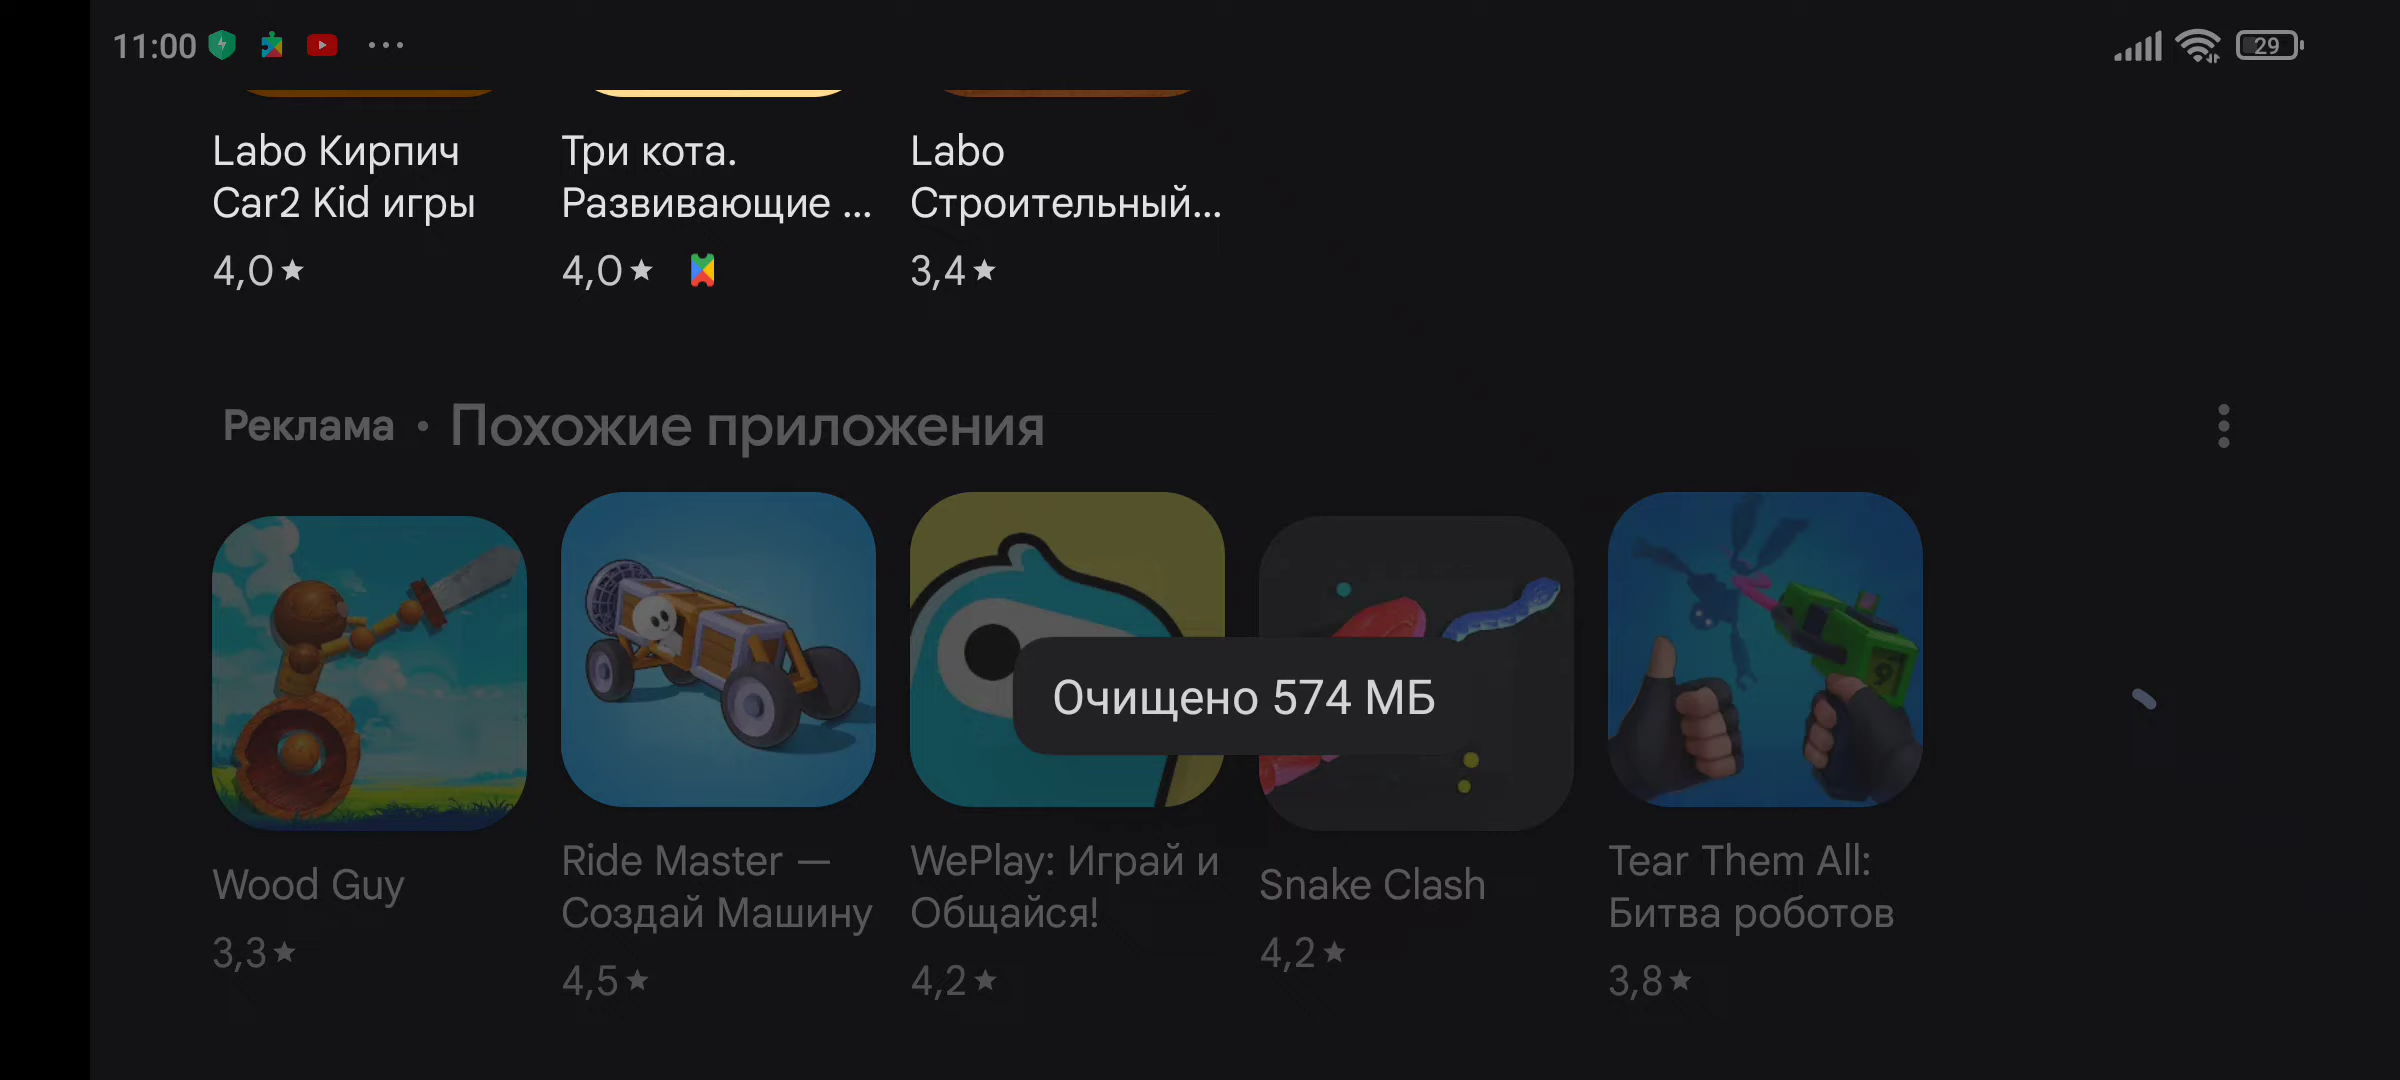 11:00
29
Labo Кирпич
Car2 Kid игры
4,0★
Три кота.
Развивающие ...
4,0★
Labo
Строительный...
3,4★
Реклама • Похожие приложения
Очищено 574 МБ
Wood Guy
3,3★
Ride Master —
Создай Машину
4,5★
WePlay: Играй и
Общайся!
4,2★
Snake Clash
4,2★
Tear Them All:
Битва роботов
3,8★